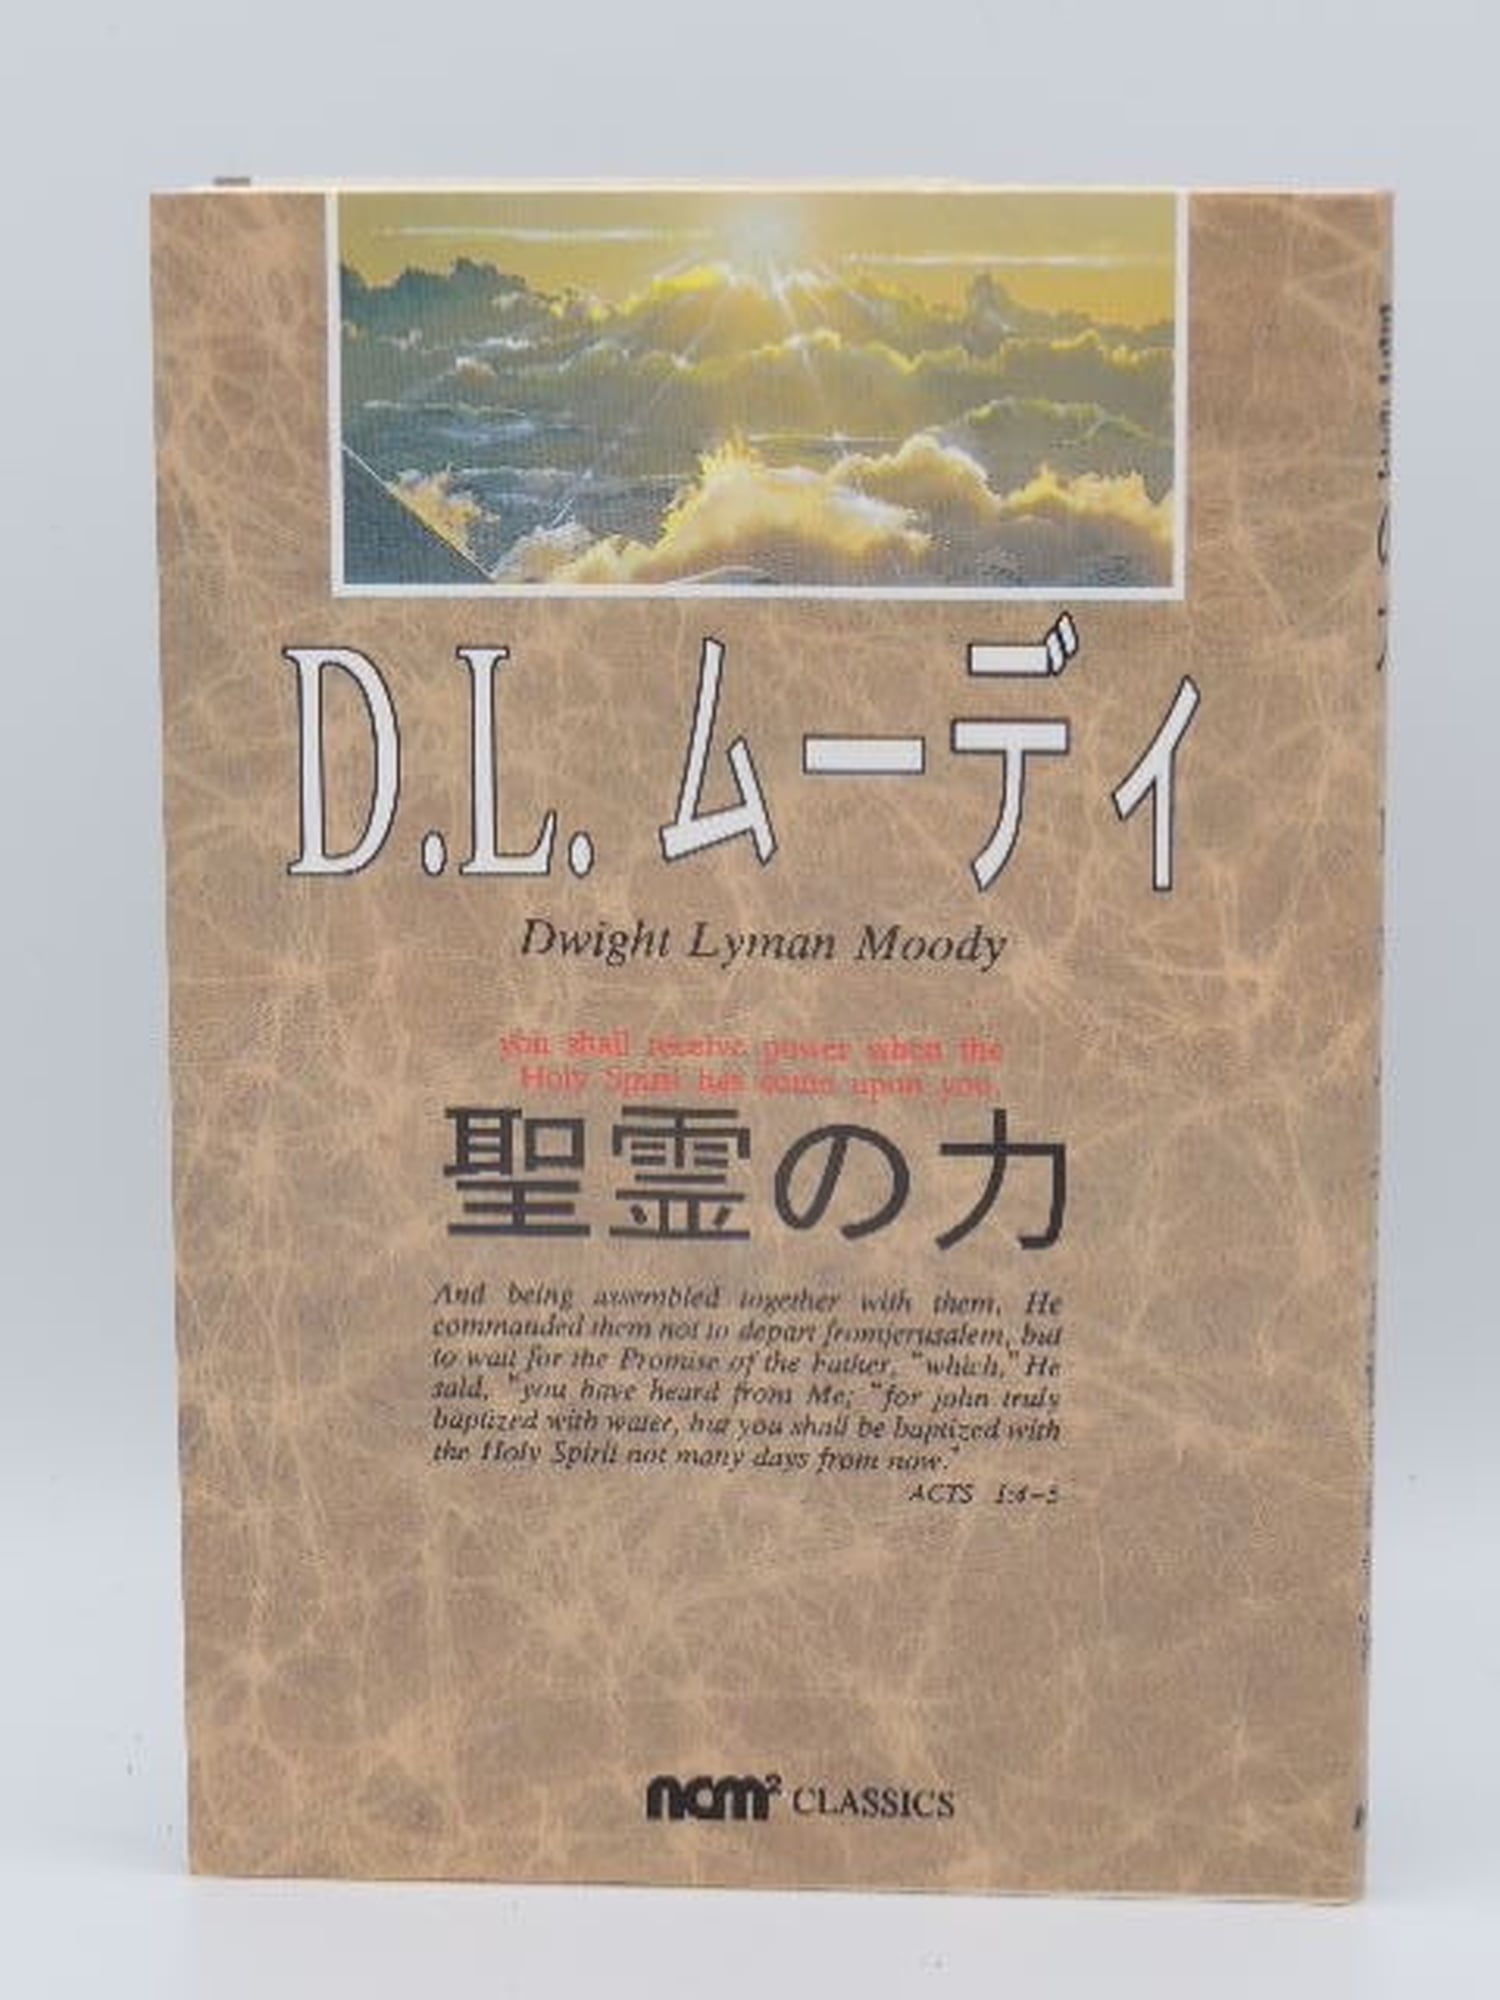 D.L. ムーディ
Dwight Lyman Moody
you shall receive power when the
Holy Spirit has come upon you.
聖霊の力
And being assembled together with them, He
commanded them not to depart fromjerusalem, but
to wait for the Promise of the Father, "which," He
said, "you have heard from Me; "for john truly
baptized with water, but you shall be baptized with
the Holy Spirit not many days from now."
ACTS 1:4-5
ncm² CLASSICS